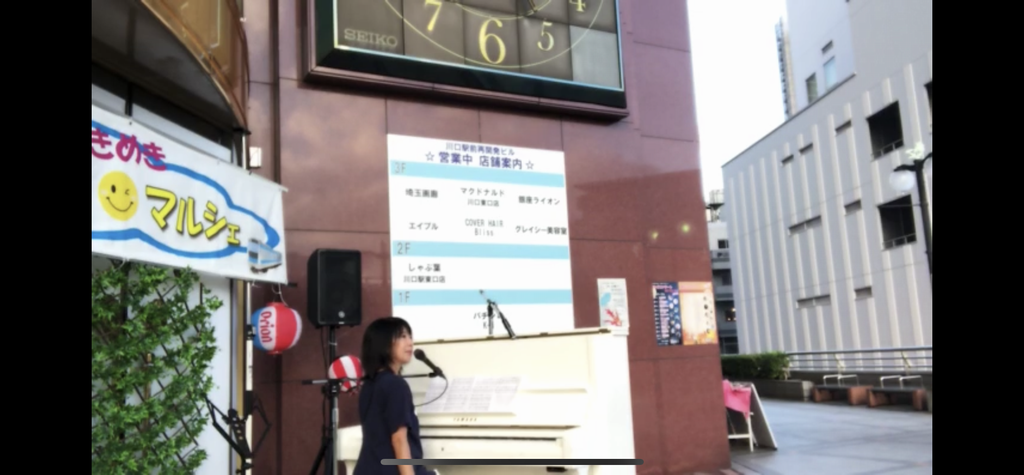 7 6 5 4
SEIKO
きめき
マルシェ
川口駅前再開発ビル
☆ 営業中 店舗案内 ☆
3F
埼玉画廊 マクドナルド 川口東口店 銀座ライオン
エイブル COVER HAIR Bliss グレイシー美容室
2F
しゃぶ葉
川口駅東口店
1F
Orion
YAMAHA